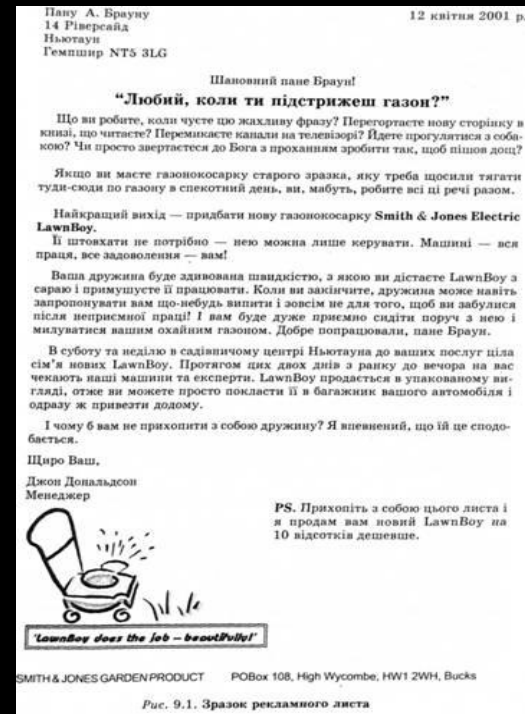 Пану А. Брауну
12 квітня 2001 р.
14 Ріверсайд
Ньютаун
Гемпшир NT5 3LG
Шановний пане Браун!
“Любий, коли ти підстрижеш газон?”
Що ви робите, коли чуєте цю жахливу фразу? Перегортаєте нову сторінку в
книзі, що читаєте? Перемикаєте канали на телевізорі? Йдете прогулятися з соба-
кою? Чи просто звертаєтеся до Бога з проханням зробити так, щоб пішов дощ?
Якщо ви маєте газонокосарку старого зразка, яку треба щосили тягати
туди-сюди по газону в спекотний день, ви, мабуть, робите всі ці речі разом.
Найкращий вихід — придбати нову газонокосарку Smith & Jones Electric
LawnBoy.
Її штовхати не потрібно — нею можна лише керувати. Машині — вся
праця, все задоволення — вам!
Ваша дружина буде здивована швидкістю, з якою ви дістаєте LawnBoy з
сараю і примушуєте її працювати. Коли ви закінчите, дружина може навіть
запропонувати вам що-небудь випити і зовсім не для того, щоб ви забулися
після неприємної праці! І вам буде дуже приємно сидіти поруч з нею і
милуватися вашим охайним газоном. Добре попрацювали, пане Браун.
В суботу та неділю в садівничому центрі Ньютауна до ваших послуг ціла
сім’я нових LawnBoy. Протягом цих двох днів з ранку до вечора на вас
чекають наші машини та експерти. LawnBoy продається в упакованому ви-
гляді, отже ви можете просто покласти її в багажник вашого автомобіля і
одразу ж привезти додому.
І чому б вам не прихопити з собою дружину? Я впевнений, що їй це сподо-
бається.
Щиро Ваш,
Джон Дональдсон
Менеджер
PS. Прихопіть з собою цього листа і
я продам вам новий LawnBoy на
10 відсотків дешевше.
'LawnBoy does the job – beautifully!'
SMITH & JONES GARDEN PRODUCT POBox 108, High Wycombe, HW1 2WH, Bucks
Рис. 9.1. Зразок рекламного листа